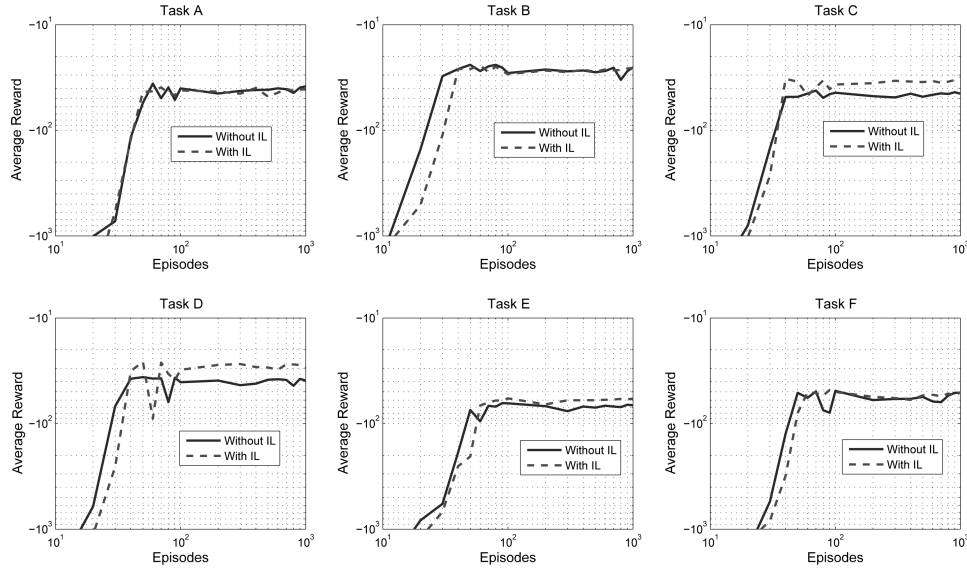 Task A
Task B
Task C
−10^1
−10^1
−10^1
Average Reward
Average Reward
Average Reward
−10^2
−10^2
−10^2
Without IL
With IL
Without IL
With IL
Without IL
With IL
−10^3
−10^3
−10^3
10^1
10^2
10^3
10^1
10^2
10^3
10^1
10^2
10^3
Episodes
Episodes
Episodes
Task D
Task E
Task F
−10^1
−10^1
−10^1
Average Reward
Average Reward
Average Reward
−10^2
−10^2
−10^2
Without IL
With IL
Without IL
With IL
Without IL
With IL
−10^3
−10^3
−10^3
10^1
10^2
10^3
10^1
10^2
10^3
10^1
10^2
10^3
Episodes
Episodes
Episodes